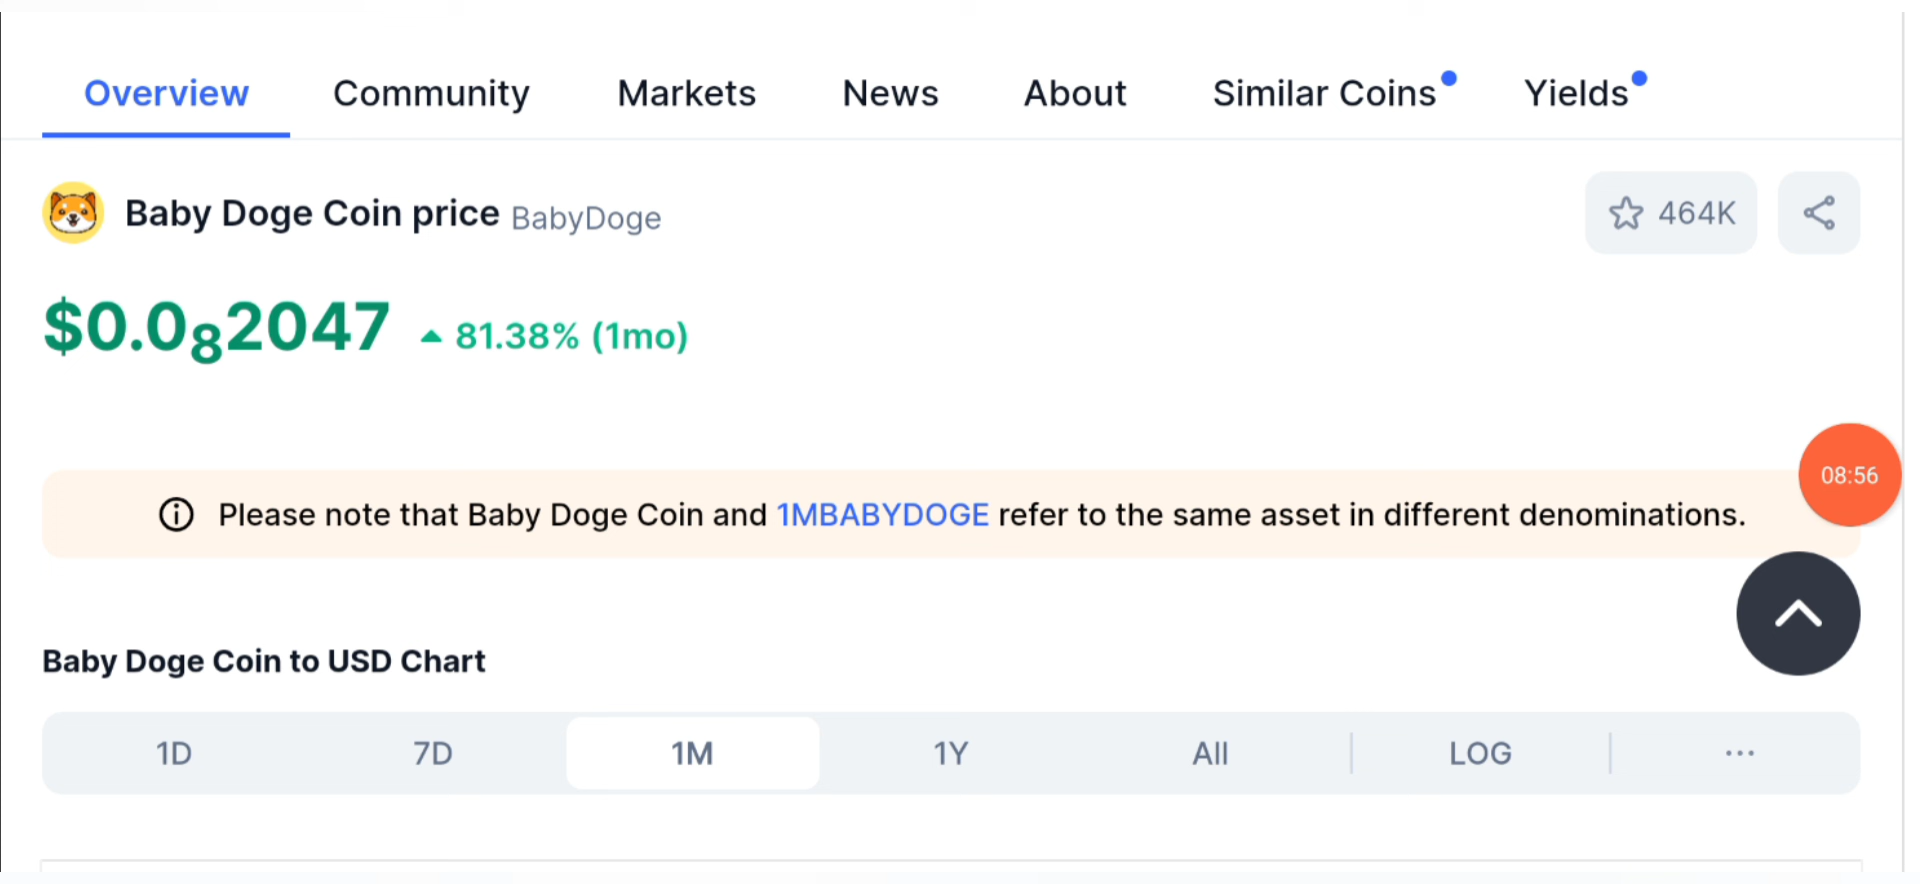 Overview Community Markets News About Similar Coins Yields
Baby Doge Coin price BabyDoge 464K
$0.0₈2047 81.38% (1mo)
08:56
Please note that Baby Doge Coin and 1MBABYDOGE refer to the same asset in different denominations.
Baby Doge Coin to USD Chart
1D 7D 1M 1Y All LOG ...